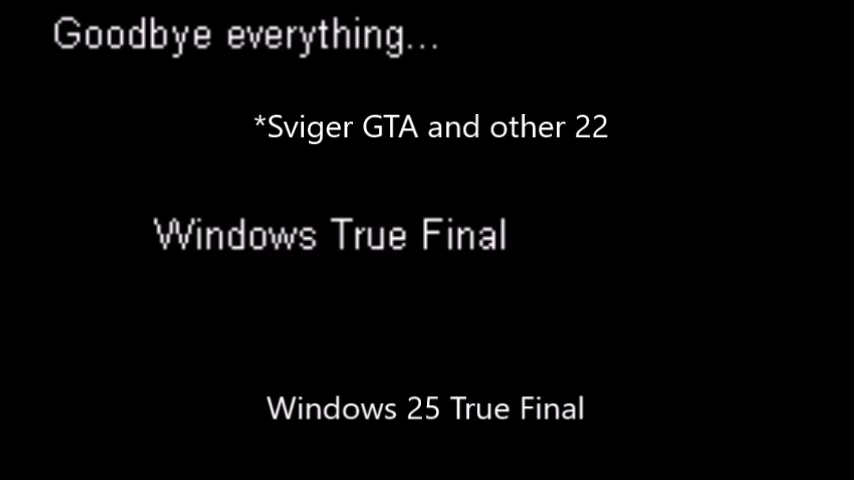 Goodbye everything...
*Sviger GTA and other 22
Windows True Final
Windows 25 True Final